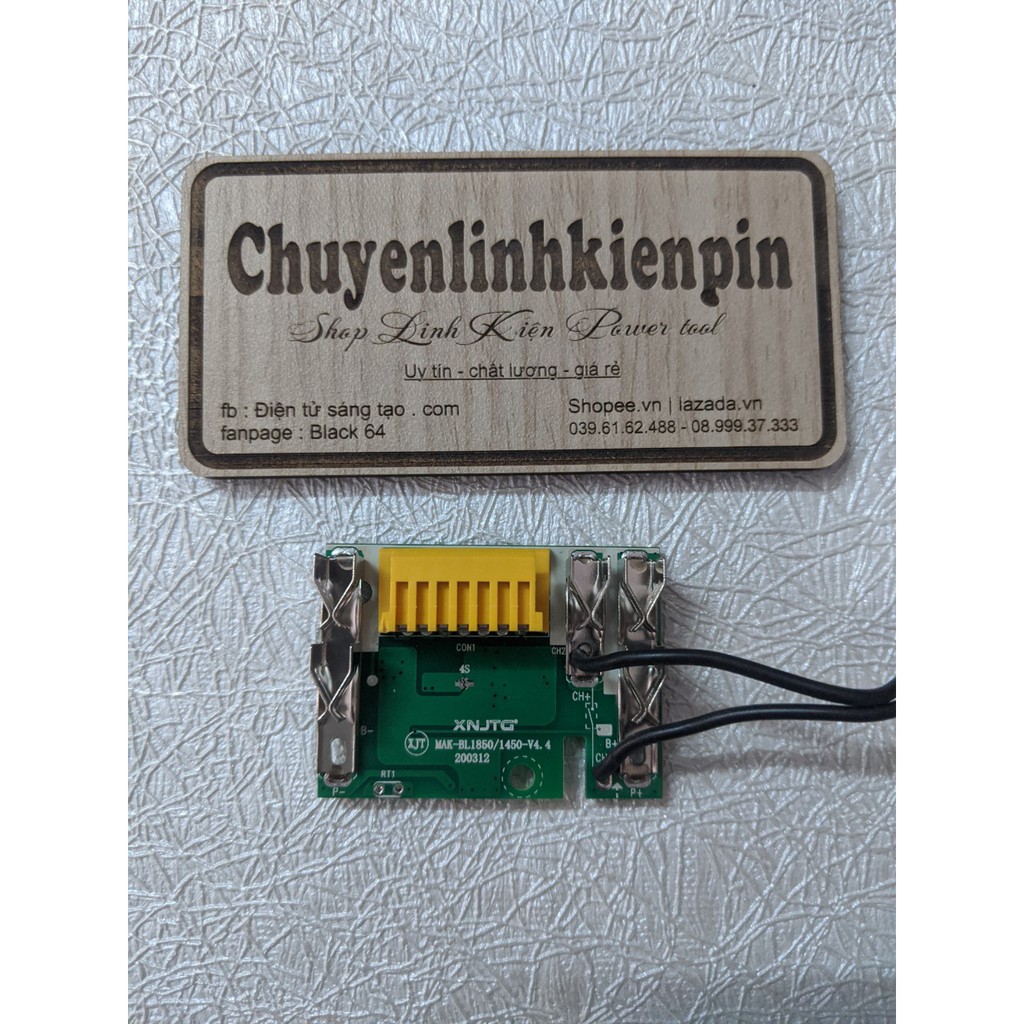 Chuyenlinhkienpin
Shop Linh Kiện Power tool
Uy tín - chất lượng - giá rẻ
fb : Điện tử sáng tạo . com
fanpage : Black 64
Shopee.vn | lazada.vn
039.61.62.488 - 08.999.37.333
CON1
CH2
4S
CH+
XNJTG
B-
XJT
MAK-BL1850/1450-V4.4
200312
B+
RT1
P-
P+